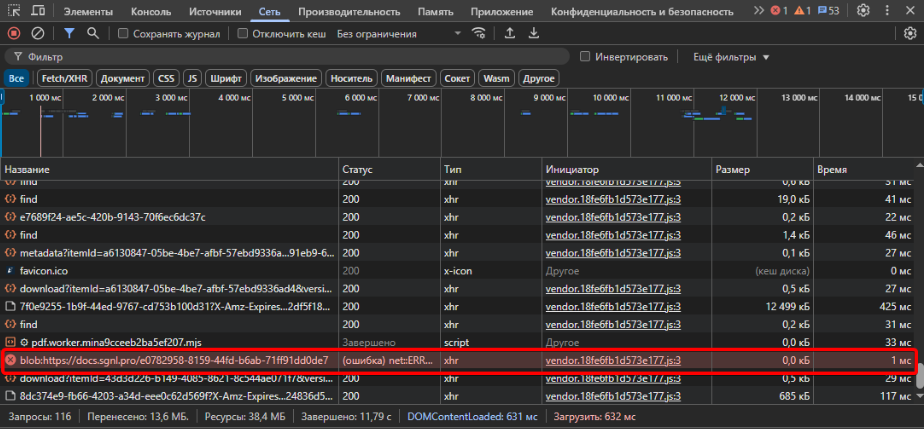 Элементы Консоль Источники Сеть Производительность Память Приложение Конфиденциальность и безопасность 1 1 53
Сохранять журнал Отключить кеш Без ограничения
Фильтр Инвертировать Ещё фильтры
Все Fetch/XHR Документ CSS JS Шрифт Изображение Носитель Манифест Сокет Wasm Другое
1 000 мс 2 000 мс 3 000 мс 4 000 мс 5 000 мс 6 000 мс 7 000 мс 8 000 мс 9 000 мс 10 000 мс 11 000 мс 12 000 мс 13 000 мс 14 000 мс 15 0
Название Статус Тип Инициатор Размер Время
find 200 xhr vendor.18fe6fb1d573e177.js:3 0,6 кБ 31 мс
find 200 xhr vendor.18fe6fb1d573e177.js:3 19,0 кБ 41 мс
e7689f24-ae5c-420b-9143-70f6ec6dc37c 200 xhr vendor.18fe6fb1d573e177.js:3 0,2 кБ 22 мс
find 200 xhr vendor.18fe6fb1d573e177.js:3 1,4 кБ 46 мс
metadata?itemId=a6130847-05be-4be7-afbf-57ebd9336a...91eb9-6... 200 xhr vendor.18fe6fb1d573e177.js:3 0,1 кБ 27 мс
favicon.ico 200 x-icon Другое (кеш диска) 0 мс
download?itemId=a6130847-05be-4be7-afbf-57ebd9336ad4&versi... 200 xhr vendor.18fe6fb1d573e177.js:3 0,5 кБ 27 мс
7f0e9255-1b9f-44ed-9767-cd753b100d31?X-Amz-Expires...2df5f18... 200 xhr vendor.18fe6fb1d573e177.js:3 12 499 кБ 425 мс
find 200 xhr vendor.18fe6fb1d573e177.js:3 0,2 кБ 31 мс
pdf.worker.mina9cceeb2ba5ef207.mjs Завершено script Другое 0,0 кБ 33 мс
blob:https://docs.sgnl.pro/e0782958-8159-44fd-b6ab-71ff91dd0de7 (ошибка) net::ERR... xhr vendor.18fe6fb1d573e177.js:3 0,0 кБ 1 мс
download?itemId=43d3d226-b149-4085-8621-8c544ae071f7&versi... 200 xhr vendor.18fe6fb1d573e177.js:3 0,5 кБ 29 мс
8dc374e9-fb66-4203-a34d-eee0c62d569f?X-Amz-Expires...24836d5... 200 xhr vendor.18fe6fb1d573e177.js:3 685 кБ 117 мс
Запросы: 116 Перенесено: 13,6 МБ. Ресурсы: 38,4 МБ Завершено: 11,79 с DOMContentLoaded: 631 мс Загрузить: 632 мс